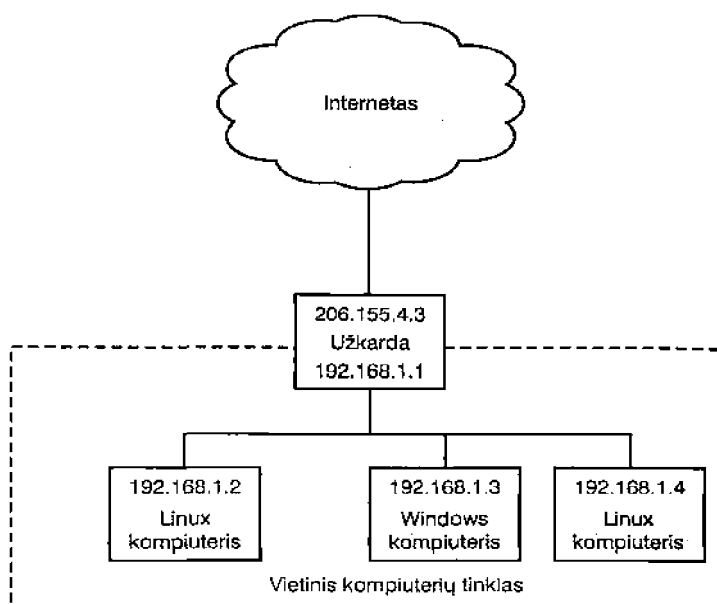 Internetas
206.155.4.3
Užkarda
192.168.1.1
192.168.1.2
Linux
kompiuteris
192.168.1.3
Windows
kompiuteris
192.168.1.4
Linux
kompiuteris
Vietinis kompiuterių tinklas